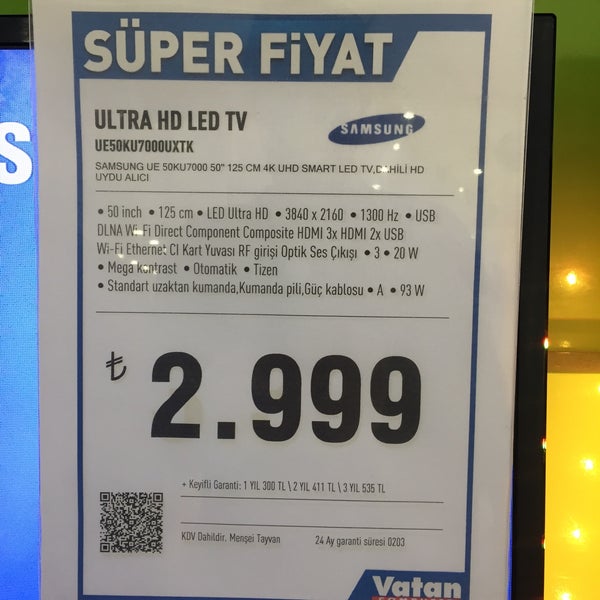 SÜPER FİYAT
S
ULTRA HD LED TV
UE50KU7000UXTK
SAMSUNG
SAMSUNG UE 50KU7000 50" 125 CM 4K UHD SMART LED TV,DAHİLİ HD
UYDU ALICI
• 50 inch • 125 cm • LED Ultra HD • 3840 x 2160 • 1300 Hz • USB
DLNA Wi-Fi Direct Component Composite HDMI 3x HDMI 2x USB
Wi-Fi Ethernet CI Kart Yuvası RF girişi Optik Ses Çıkışı • 3 • 20 W
• Mega kontrast • Otomatik • Tizen
• Standart uzaktan kumanda,Kumanda pili,Güç kablosu • A • 93 W
₺ 2.999
+ Keyifli Garanti: 1 YIL 300 TL \ 2 YIL 411 TL \ 3 YIL 535 TL
KDV Dahildir. Menşei Tayvan 24 Ay garanti süresi 0203
Vatan